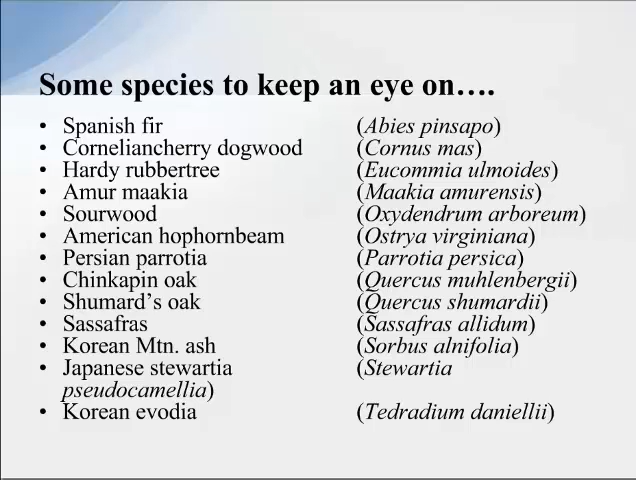 Some species to keep an eye on….
• Spanish fir (Abies pinsapo)
• Corneliancherry dogwood (Cornus mas)
• Hardy rubbertree (Eucommia ulmoides)
• Amur maakia (Maakia amurensis)
• Sourwood (Oxydendrum arboreum)
• American hophornbeam (Ostrya virginiana)
• Persian parrotia (Parrotia persica)
• Chinkapin oak (Quercus muhlenbergii)
• Shumard’s oak (Quercus shumardii)
• Sassafras (Sassafras allidum)
• Korean Mtn. ash (Sorbus alnifolia)
• Japanese stewartia (Stewartia
pseudocamellia)
• Korean evodia (Tedradium daniellii)